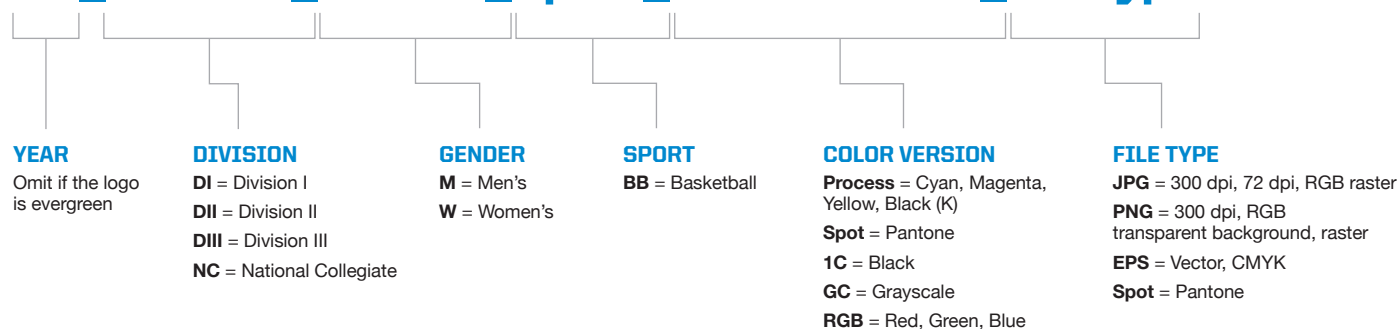 YEAR
Omit if the logo
is evergreen
DIVISION
DI = Division I
DII = Division II
DIII = Division III
NC = National Collegiate
GENDER
M = Men’s
W = Women’s
SPORT
BB = Basketball
COLOR VERSION
Process = Cyan, Magenta,
Yellow, Black (K)
Spot = Pantone
1C = Black
GC = Grayscale
RGB = Red, Green, Blue
FILE TYPE
JPG = 300 dpi, 72 dpi, RGB raster
PNG = 300 dpi, RGB
transparent background, raster
EPS = Vector, CMYK
Spot = Pantone